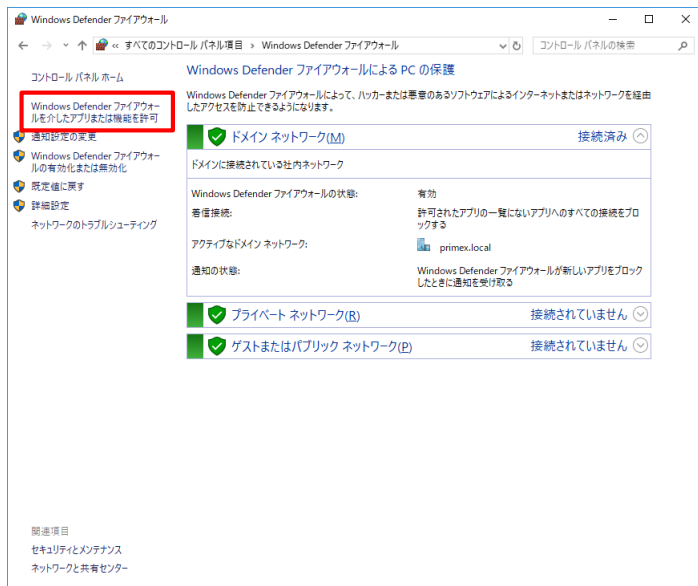 Windows Defender ファイアウォール
« すべてのコントロール パネル項目 › Windows Defender ファイアウォール
コントロール パネルの検索
コントロール パネル ホーム
Windows Defender ファイアウォー
ルを介したアプリまたは機能を許可
通知設定の変更
Windows Defender ファイアウォー
ルの有効化または無効化
既定値に戻す
詳細設定
ネットワークのトラブルシューティング
Windows Defender ファイアウォールによる PC の保護
Windows Defender ファイアウォールによって、ハッカーまたは悪意のあるソフトウェアによるインターネットまたはネットワークを経由
したアクセスを防止できるようになります。
ドメイン ネットワーク(M) 接続済み
ドメインに接続されている社内ネットワーク
Windows Defender ファイアウォールの状態: 有効
着信接続: 許可されたアプリの一覧にないアプリへのすべての接続をブロ
ックする
アクティブなドメイン ネットワーク: primex.local
通知の状態: Windows Defender ファイアウォールが新しいアプリをブロック
したときに通知を受け取る
プライベート ネットワーク(R) 接続されていません
ゲストまたはパブリック ネットワーク(P) 接続されていません
関連項目
セキュリティとメンテナンス
ネットワークと共有センター